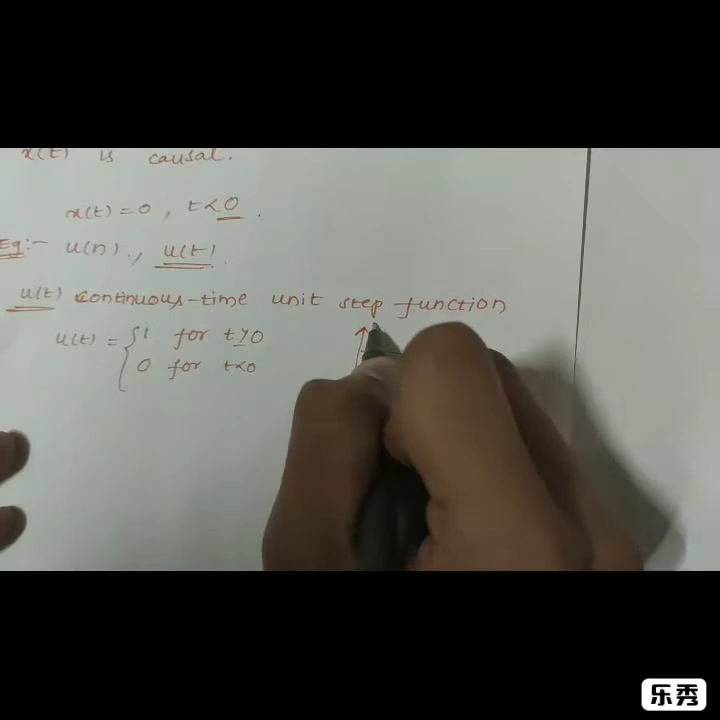 x(t) is causal.
x(t) = 0 , t < 0 .
Eg:- u(n) ., u(t) .
u(t) continuous-time unit step function
u(t) = { 1 for t ≥ 0
0 for t < 0
乐秀